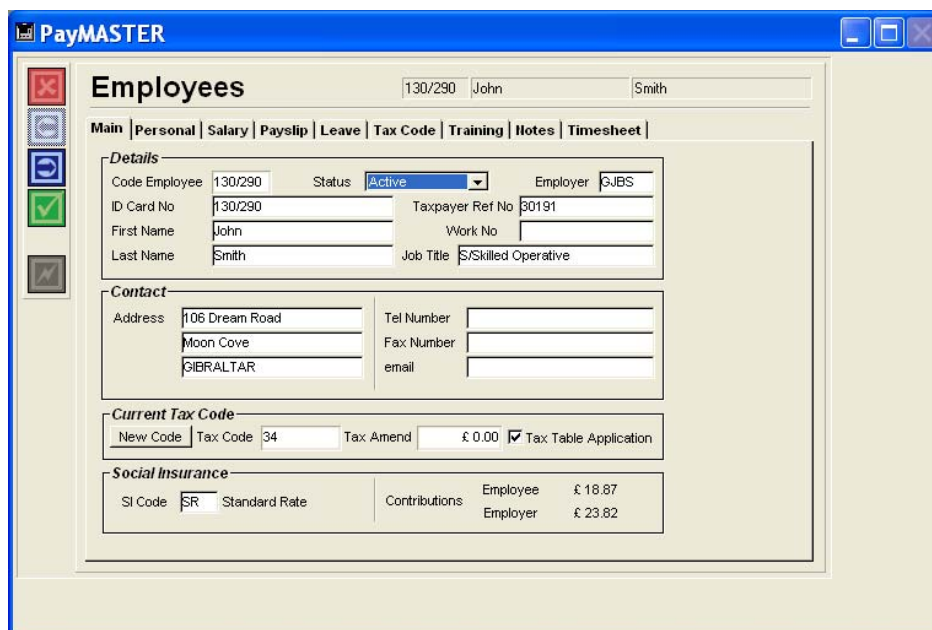 PayMASTER
Employees 130/290 John Smith
Main Personal Salary Payslip Leave Tax Code Training Notes Timesheet
Details
Code Employee 130/290 Status Active Employer GJBS
ID Card No 130/290 Taxpayer Ref No 30191
First Name John Work No
Last Name Smith Job Title S/Skilled Operative
Contact
Address 106 Dream Road Tel Number
Moon Cove Fax Number
GIBRALTAR email
Current Tax Code
New Code Tax Code 34 Tax Amend £ 0.00 Tax Table Application
Social Insurance
SI Code SR Standard Rate Contributions Employee £ 18.87
Employer £ 23.82